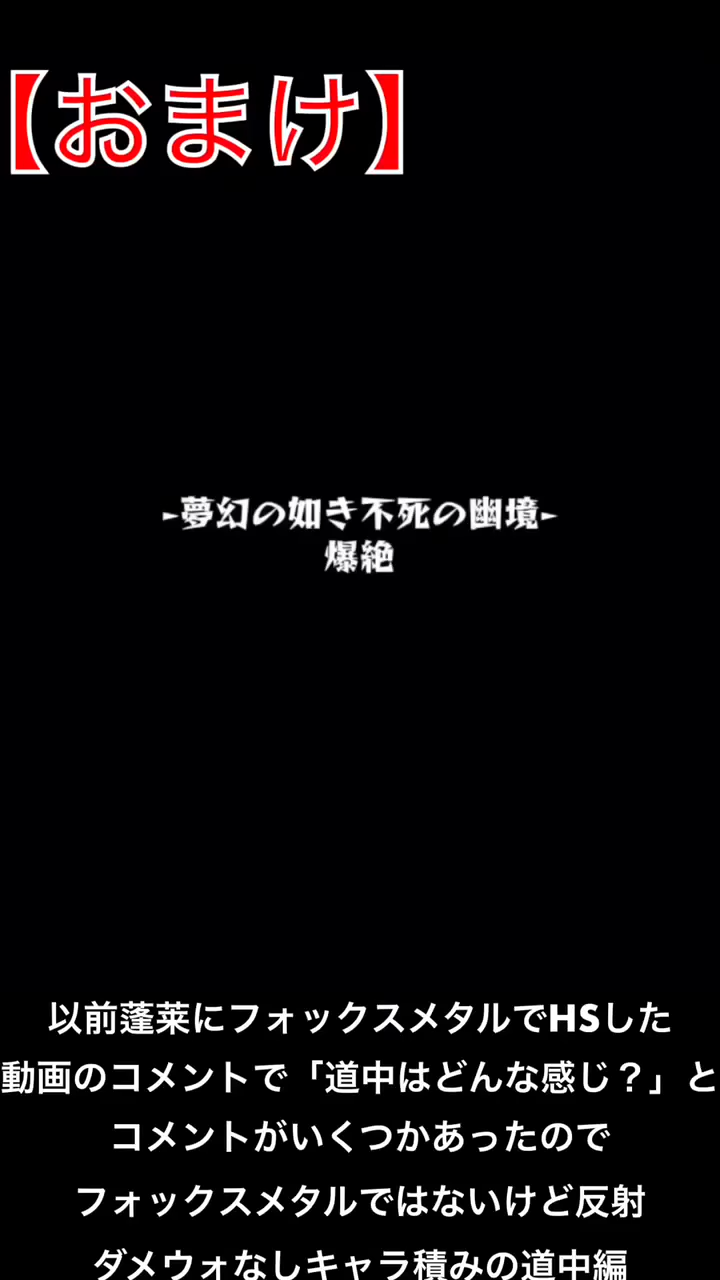 【おまけ】
-夢幻の如き不死の幽境-
爆絶
以前蓬莱にフォックスメタルでHSした
動画のコメントで「道中はどんな感じ？」と
コメントがいくつかあったので
フォックスメタルではないけど反射
ダメウォなしキャラ積みの道中編